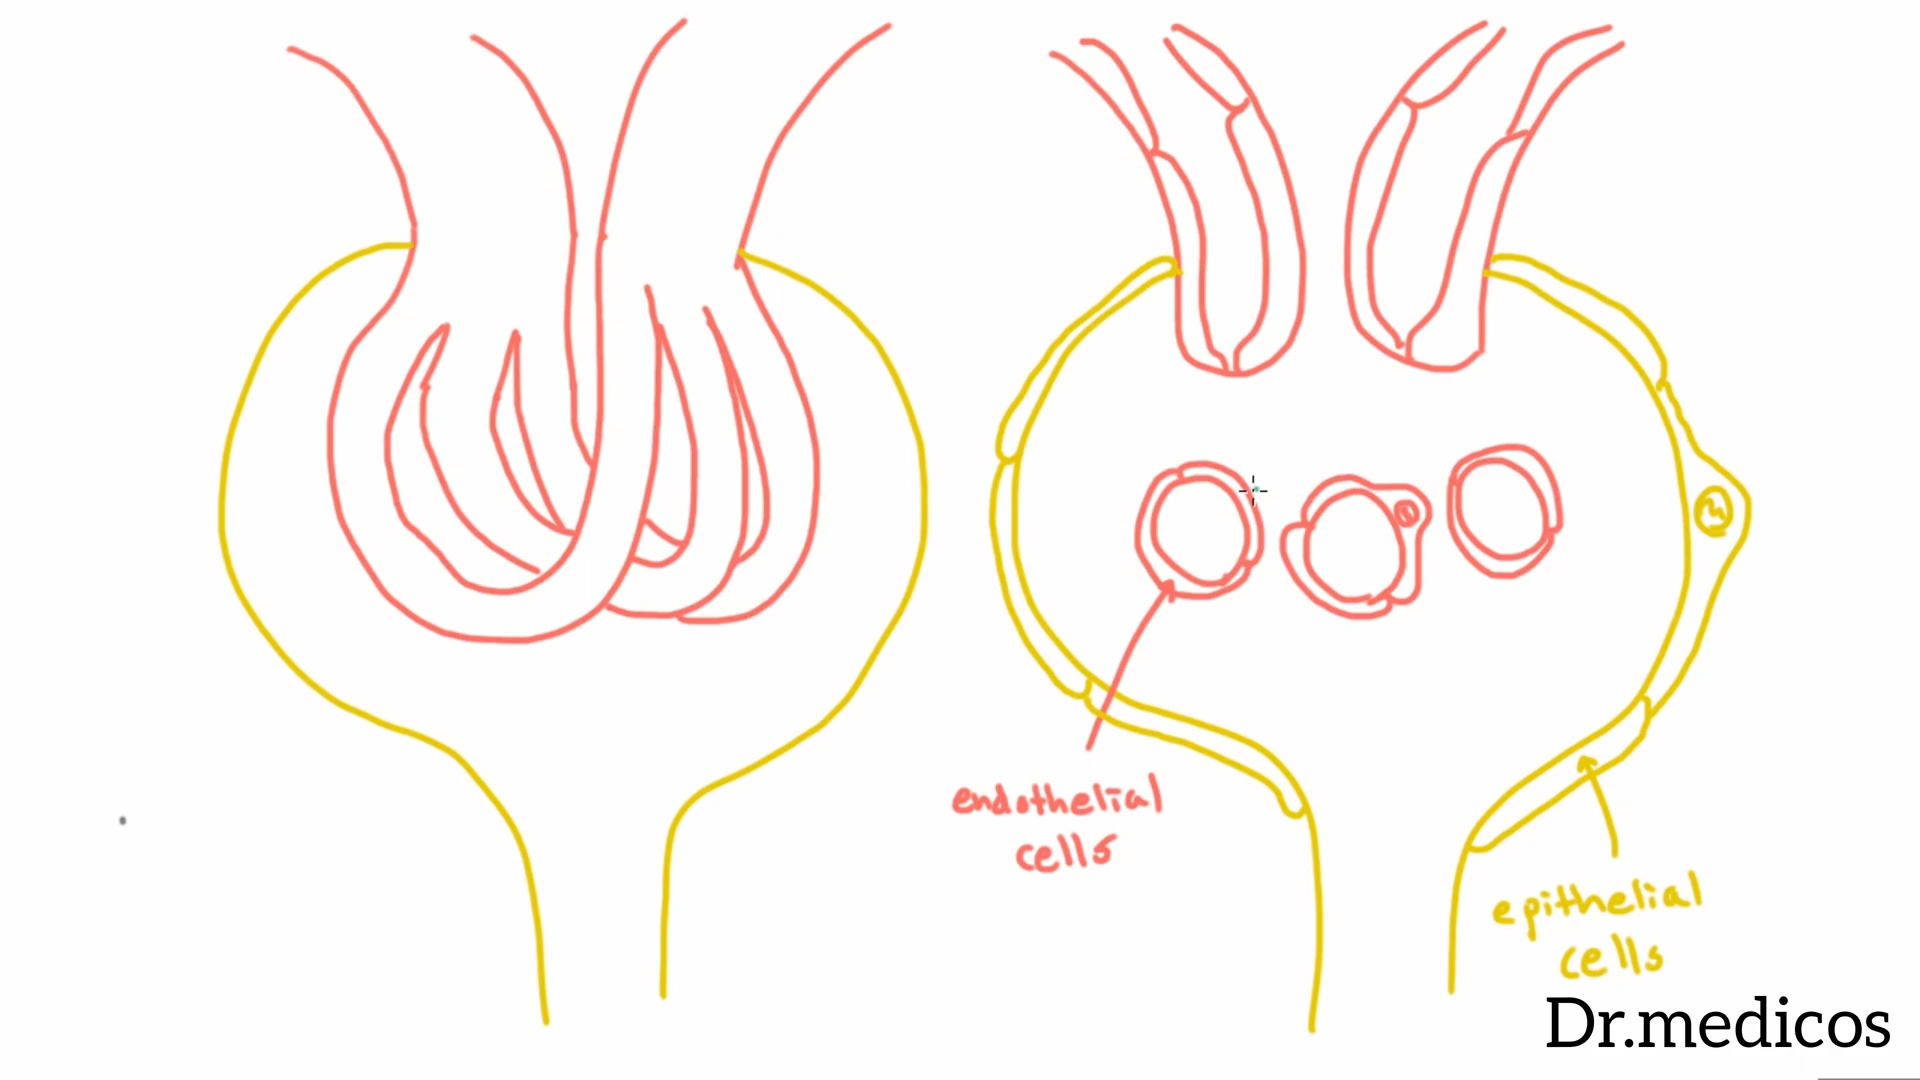 endothelial
cells
epithelial
cells
Dr.medicos